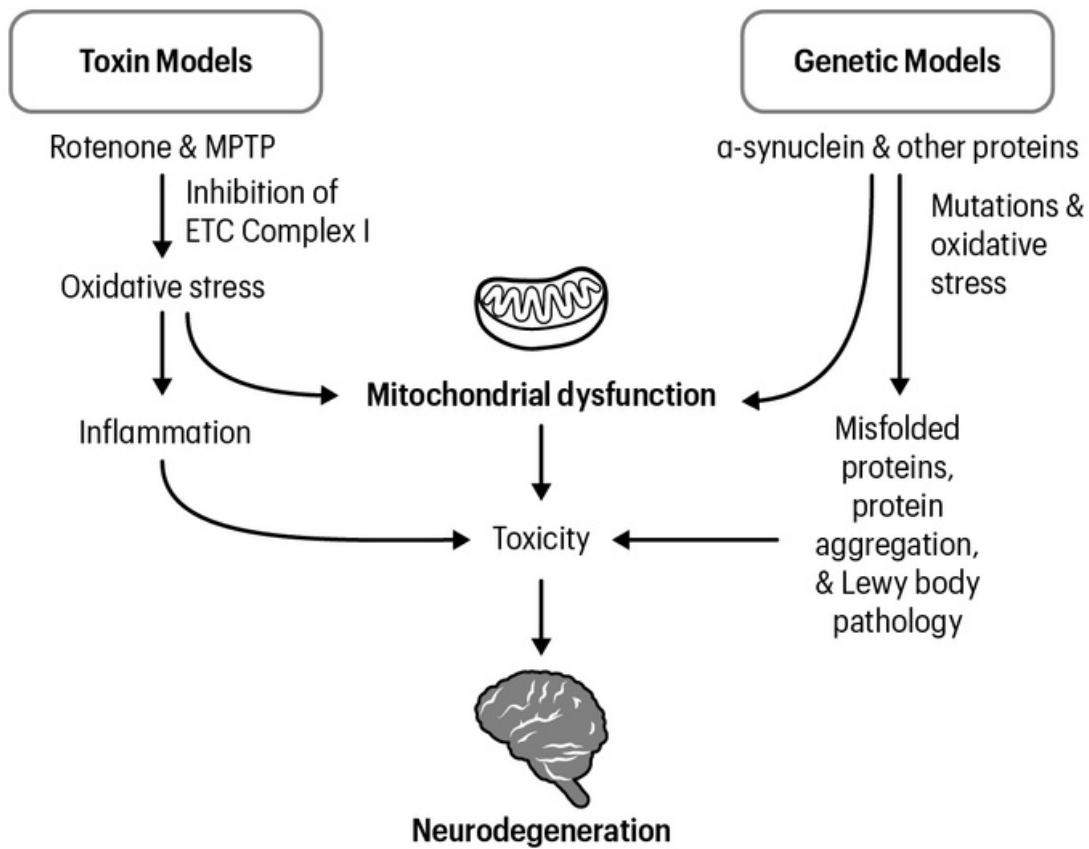 Toxin Models
Genetic Models
Rotenone & MPTP
Inhibition of
ETC Complex I
Oxidative stress
Inflammation
α-synuclein & other proteins
Mutations &
oxidative
stress
Mitochondrial dysfunction
Misfolded
proteins,
protein
aggregation,
& Lewy body
pathology
Toxicity
Neurodegeneration